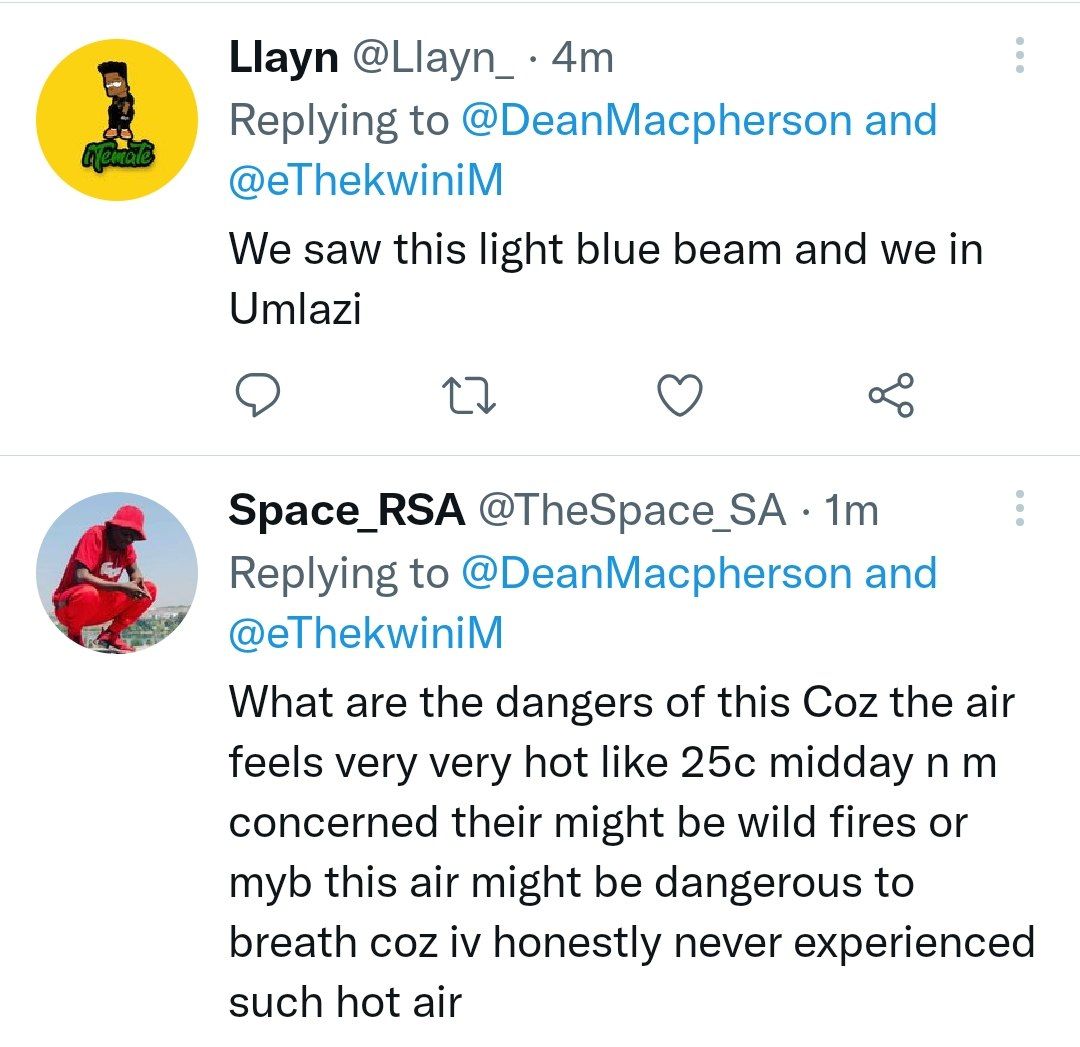 Llayn @Llayn_ · 4m
Replying to @DeanMacpherson and
@eThekwiniM
We saw this light blue beam and we in
Umlazi
Space_RSA @TheSpace_SA · 1m
Replying to @DeanMacpherson and
@eThekwiniM
What are the dangers of this Coz the air
feels very very hot like 25c midday n m
concerned their might be wild fires or
myb this air might be dangerous to
breath coz iv honestly never experienced
such hot air